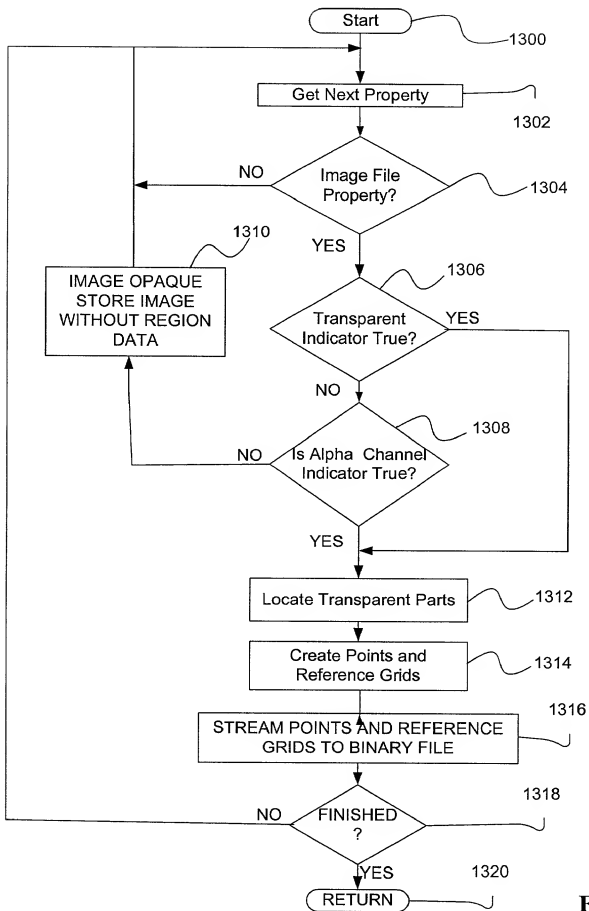 Start
1300
Get Next Property
1302
Image File
Property?
1304
NO
YES
1310
IMAGE OPAQUE
STORE IMAGE
WITHOUT REGION
DATA
1306
Transparent
Indicator True?
YES
NO
1308
Is Alpha Channel
Indicator True?
NO
YES
Locate Transparent Parts
1312
Create Points and
Reference Grids
1314
1316
STREAM POINTS AND REFERENCE
GRIDS TO BINARY FILE
1318
FINISHED
?
NO
YES
1320
RETURN